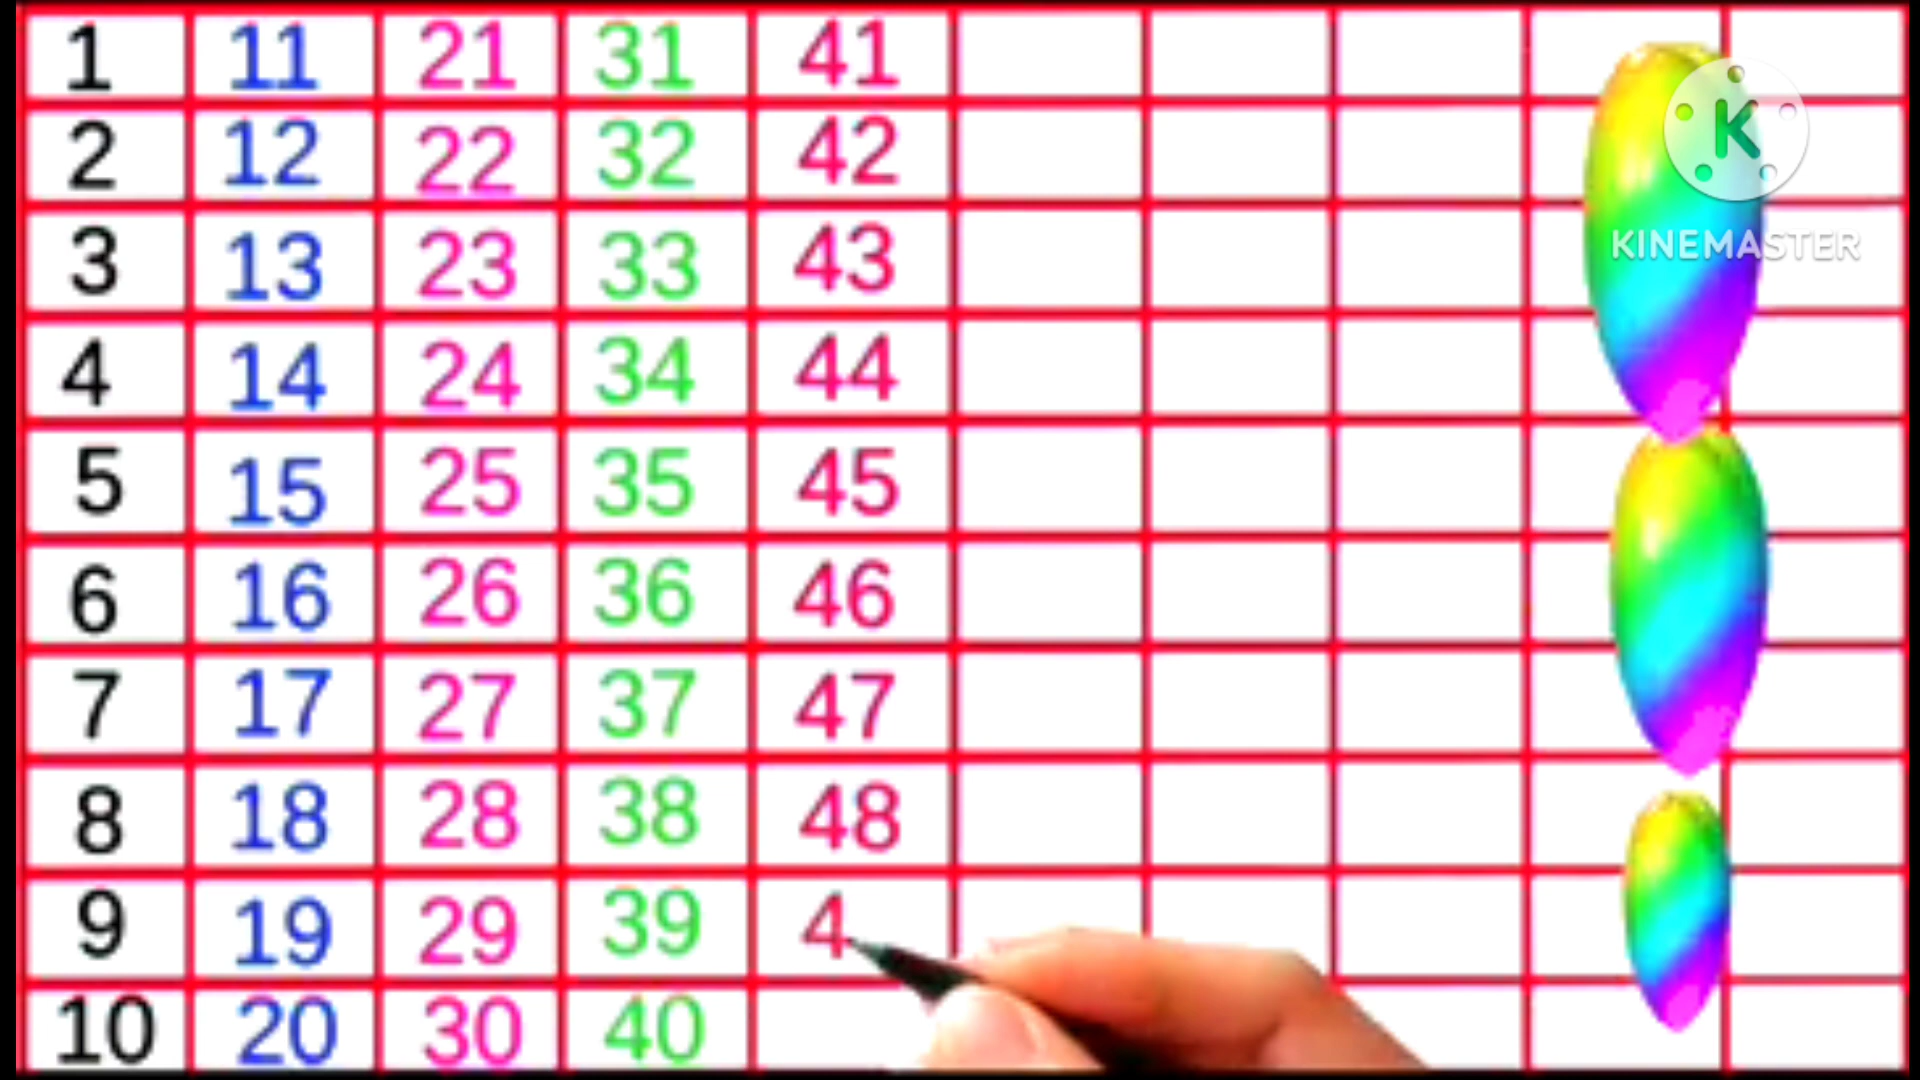 1 11 21 31 41
2 12 22 32 42
3 13 23 33 43
4 14 24 34 44
5 15 25 35 45
6 16 26 36 46
7 17 27 37 47
8 18 28 38 48
9 19 29 39 4
10 20 30 40
K
KINEMASTER